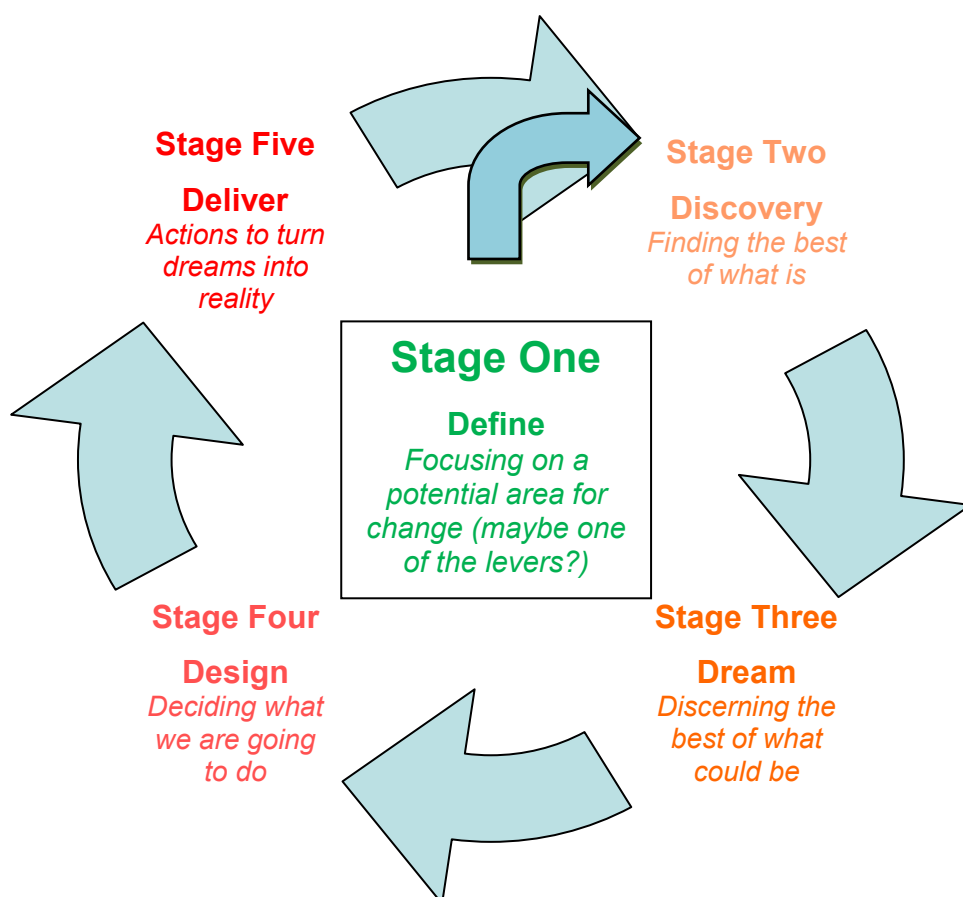 Stage One
Define
Focusing on a
potential area for
change (maybe one
of the levers?)
Stage Two
Discovery
Finding the best
of what is
Stage Three
Dream
Discerning the
best of what
could be
Stage Four
Design
Deciding what
we are going
to do
Stage Five
Deliver
Actions to turn
dreams into
reality